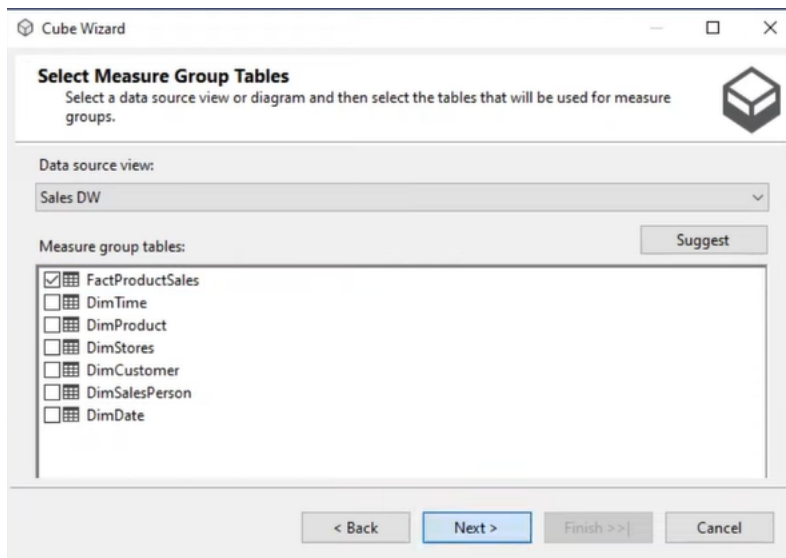 Cube Wizard
Select Measure Group Tables
Select a data source view or diagram and then select the tables that will be used for measure
groups.
Data source view:
Sales DW
Measure group tables:
Suggest
FactProductSales
DimTime
DimProduct
DimStores
DimCustomer
DimSalesPerson
DimDate
< Back
Next >
Finish >>|
Cancel